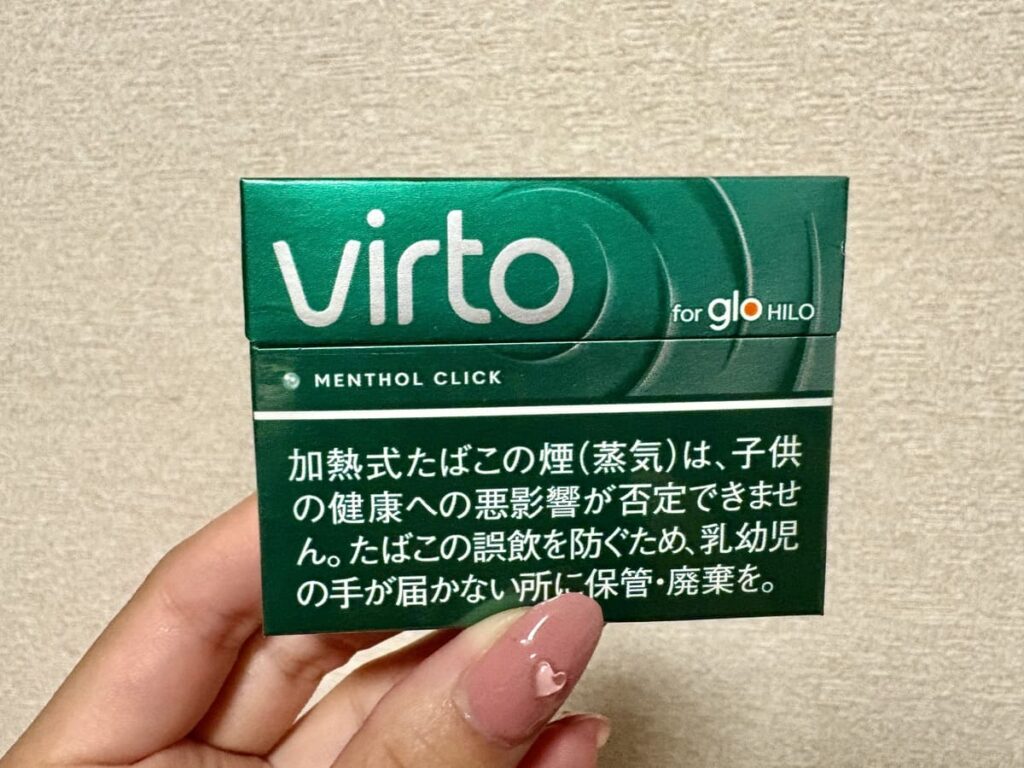 virto
for glo HILO
MENTHOL CLICK
加熱式たばこの煙(蒸気)は、子供
の健康への悪影響が否定できませ
ん。たばこの誤飲を防ぐため、乳幼児
の手が届かない所に保管・廃棄を。